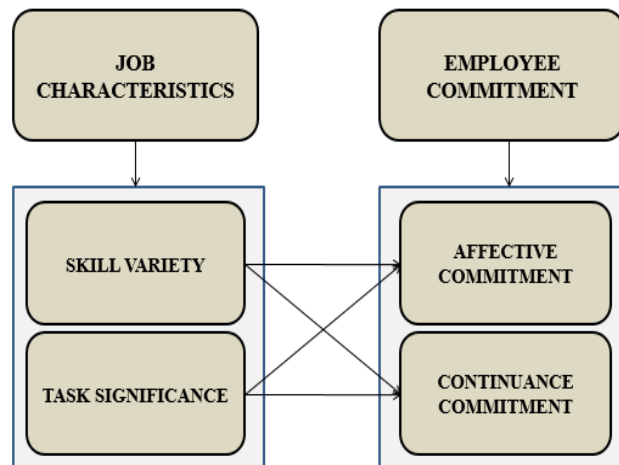 JOB
CHARACTERISTICS
EMPLOYEE
COMMITMENT
SKILL VARIETY
AFFECTIVE
COMMITMENT
TASK SIGNIFICANCE
CONTINUANCE
COMMITMENT